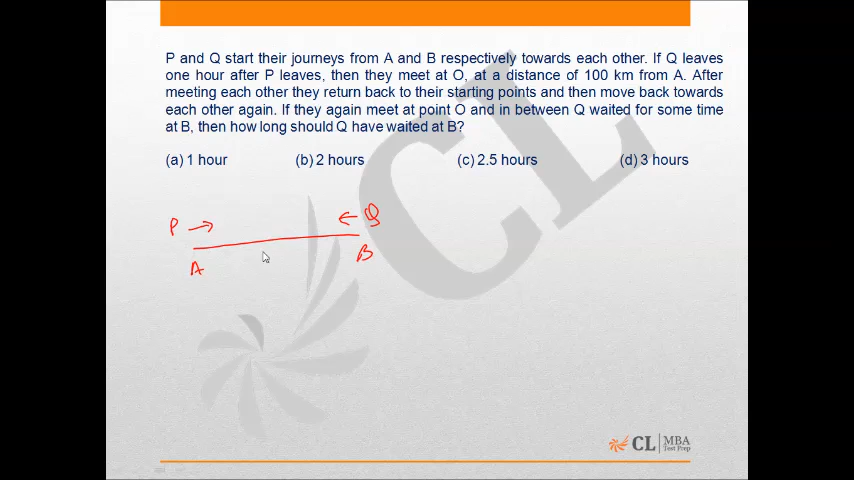 P and Q start their journeys from A and B respectively towards each other. If Q leaves
one hour after P leaves, then they meet at O, at a distance of 100 km from A. After
meeting each other they return back to their starting points and then move back towards
each other again. If they again meet at point O and in between Q waited for some time
at B, then how long should Q have waited at B?
(a) 1 hour (b) 2 hours (c) 2.5 hours (d) 3 hours
P Q
A B
CL
CL MBA
Test Prep